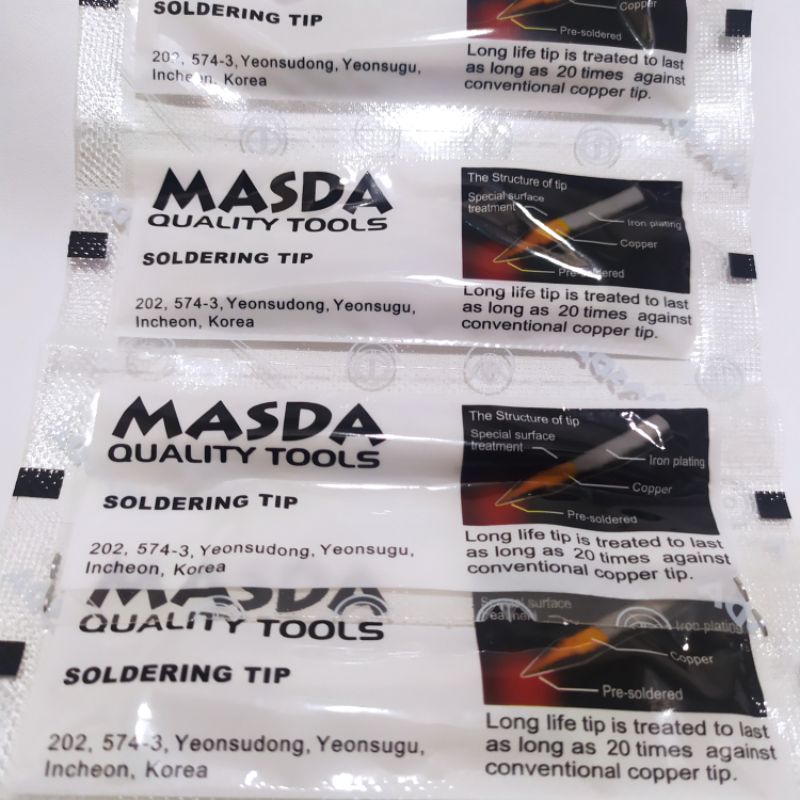 SOLDERING TIP
202, 574-3, Yeonsudong, Yeonsugu,
Incheon, Korea
Copper
Pre-soldered
Long life tip is treated to last
as long as 20 times against
conventional copper tip.
MASDA
QUALITY TOOLS
SOLDERING TIP
202, 574-3, Yeonsudong, Yeonsugu,
Incheon, Korea
The Structure of tip
Special surface
treatment
Iron plating
Copper
Pre-soldered
Long life tip is treated to last
as long as 20 times against
conventional copper tip.
MASDA
QUALITY TOOLS
SOLDERING TIP
202, 574-3, Yeonsudong, Yeonsugu,
Incheon, Korea
The Structure of tip
Special surface
treatment
Iron plating
Copper
Pre-soldered
Long life tip is treated to last
as long as 20 times against
conventional copper tip.
MASDA
QUALITY TOOLS
SOLDERING TIP
202, 574-3, Yeonsudong, Yeonsugu,
Incheon, Korea
Special surface
treatment
Iron plating
Copper
Pre-soldered
Long life tip is treated to last
as long as 20 times against
conventional copper tip.